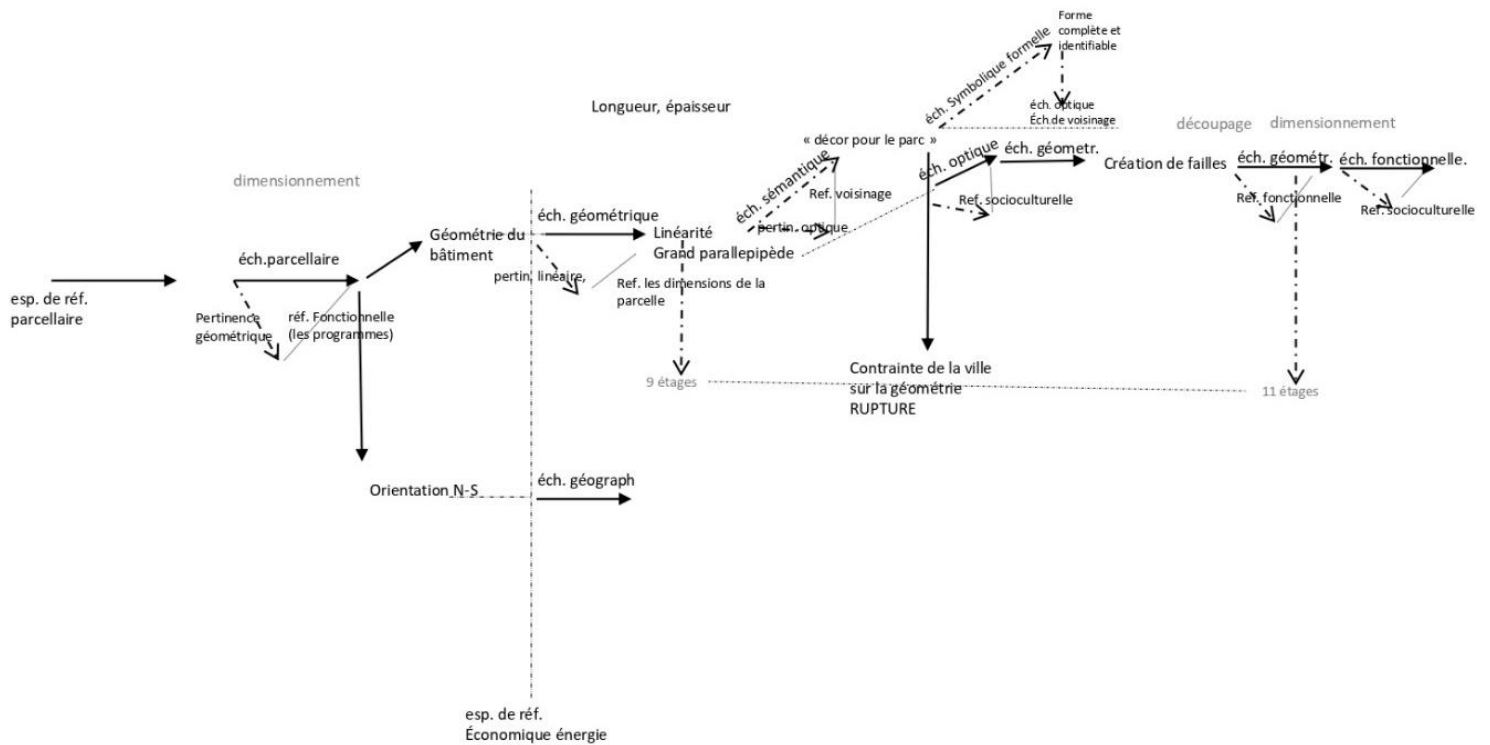 Forme
complète et
identifiable
éch. Symbolique formelle
Longueur, épaisseur
éch. optique
Éch.de voisinage
découpage
dimensionnement
« décor pour le parc »
éch. optique
éch. géometr.
Création de failles
éch. géométr.
éch. fonctionnelle.
dimensionnement
éch. sémantique
Ref. voisinage
Ref. socioculturelle
Ref. fonctionnelle
Ref. socioculturelle
éch. géométrique
pertin. optique
Géométrie du
bâtiment
Linéarité
Grand parallepipède
éch.parcellaire
pertin. linéaire,
Ref. les dimensions de la
parcelle
esp. de réf.
parcellaire
Pertinence
géométrique
réf. Fonctionnelle
(les programmes)
9 étages
Contrainte de la ville
sur la géométrie
RUPTURE
11 étages
Orientation N-S
éch. géograph
esp. de réf.
Économique énergie